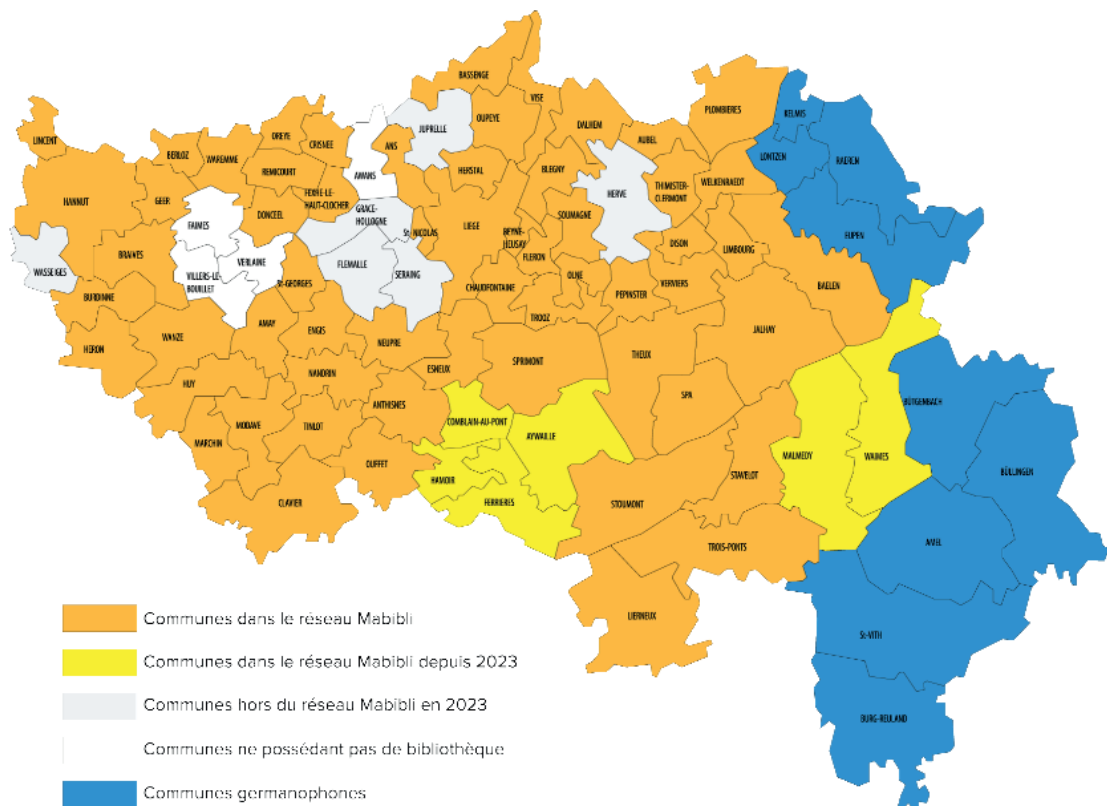 BASSENGE
VISE
PLOMBIERES
KELMIS
LINCENT
OREYE
CRISNEE
JUPRELLE
OUPEYE
DALHEM
AUBEL
BERLOZ
WAREMME
ANS
LONTZEN
RAEREN
REMICOURT
AWANS
HERSTAL
BLEGNY
HERVE
THIMISTER-
CLERMONT
WELKENRAEDT
HANNUT
GEER
FEXHE-LE-
HAUT-CLOCHER
DONCEEL
GRACE-
HOLLOGNE
SOUMAGNE
FAIMES
St-NICOLAS
LIEGE
BEYNE-
HEUSAY
EUPEN
BRAIVES
FLERON
DISON
LIMBOURG
WASSEIGES
VILLERS-LE-
BOUILLET
VERLAINE
FLEMALLE
SERAING
OLNE
St-GEORGES
CHAUDFONTAINE
PEPINSTER
VERVIERS
BAELEN
BURDINNE
TROOZ
AMAY
ENGIS
JALHAY
HERON
WANZE
NEUPRE
SPRIMONT
THEUX
ESNEUX
NANDRIN
HUY
SPA
BÜTGENBACH
ANTHISNES
COMBLAIN-AU-PONT
MODAVE
TINLOT
AYWAILLE
MARCHIN
MALMEDY
WAIMES
OUFFET
BÜLLINGEN
HAMOIR
STAVELOT
CLAVIER
FERRIERES
STOUMONT
AMEL
TROIS-PONTS
LIERNEUX
St-VITH
BURG-REULAND
Communes dans le réseau Mabibli
Communes dans le réseau Mabibli depuis 2023
Communes hors du réseau Mabibli en 2023
Communes ne possédant pas de bibliothèque
Communes germanophones